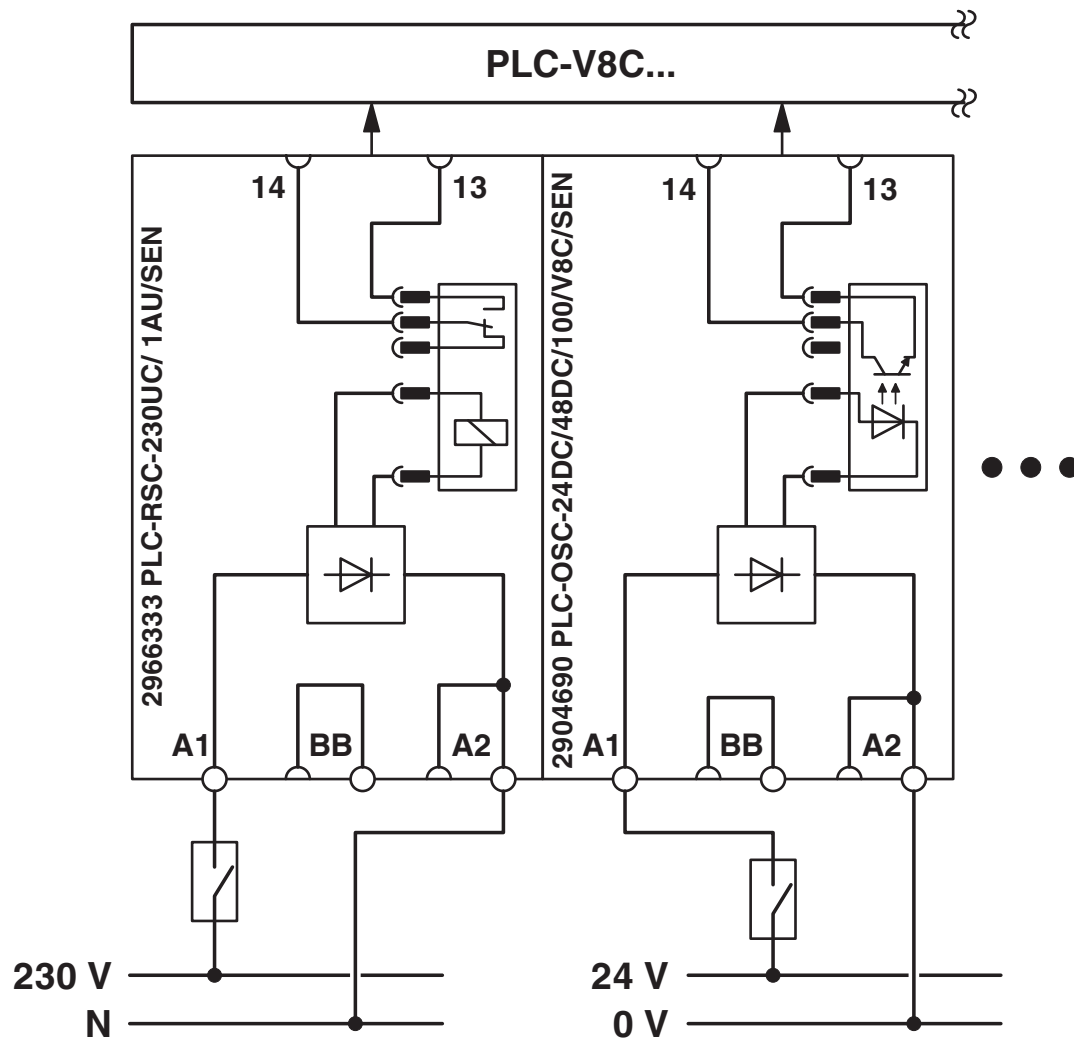 PLC-V8C...
14
13
14
13
2966333 PLC-RSC-230UC/ 1AU/SEN
2904690 PLC-OSC-24DC/48DC/100/V8C/SEN
A1
BB
A2
A1
BB
A2
230 V
24 V
N
0 V